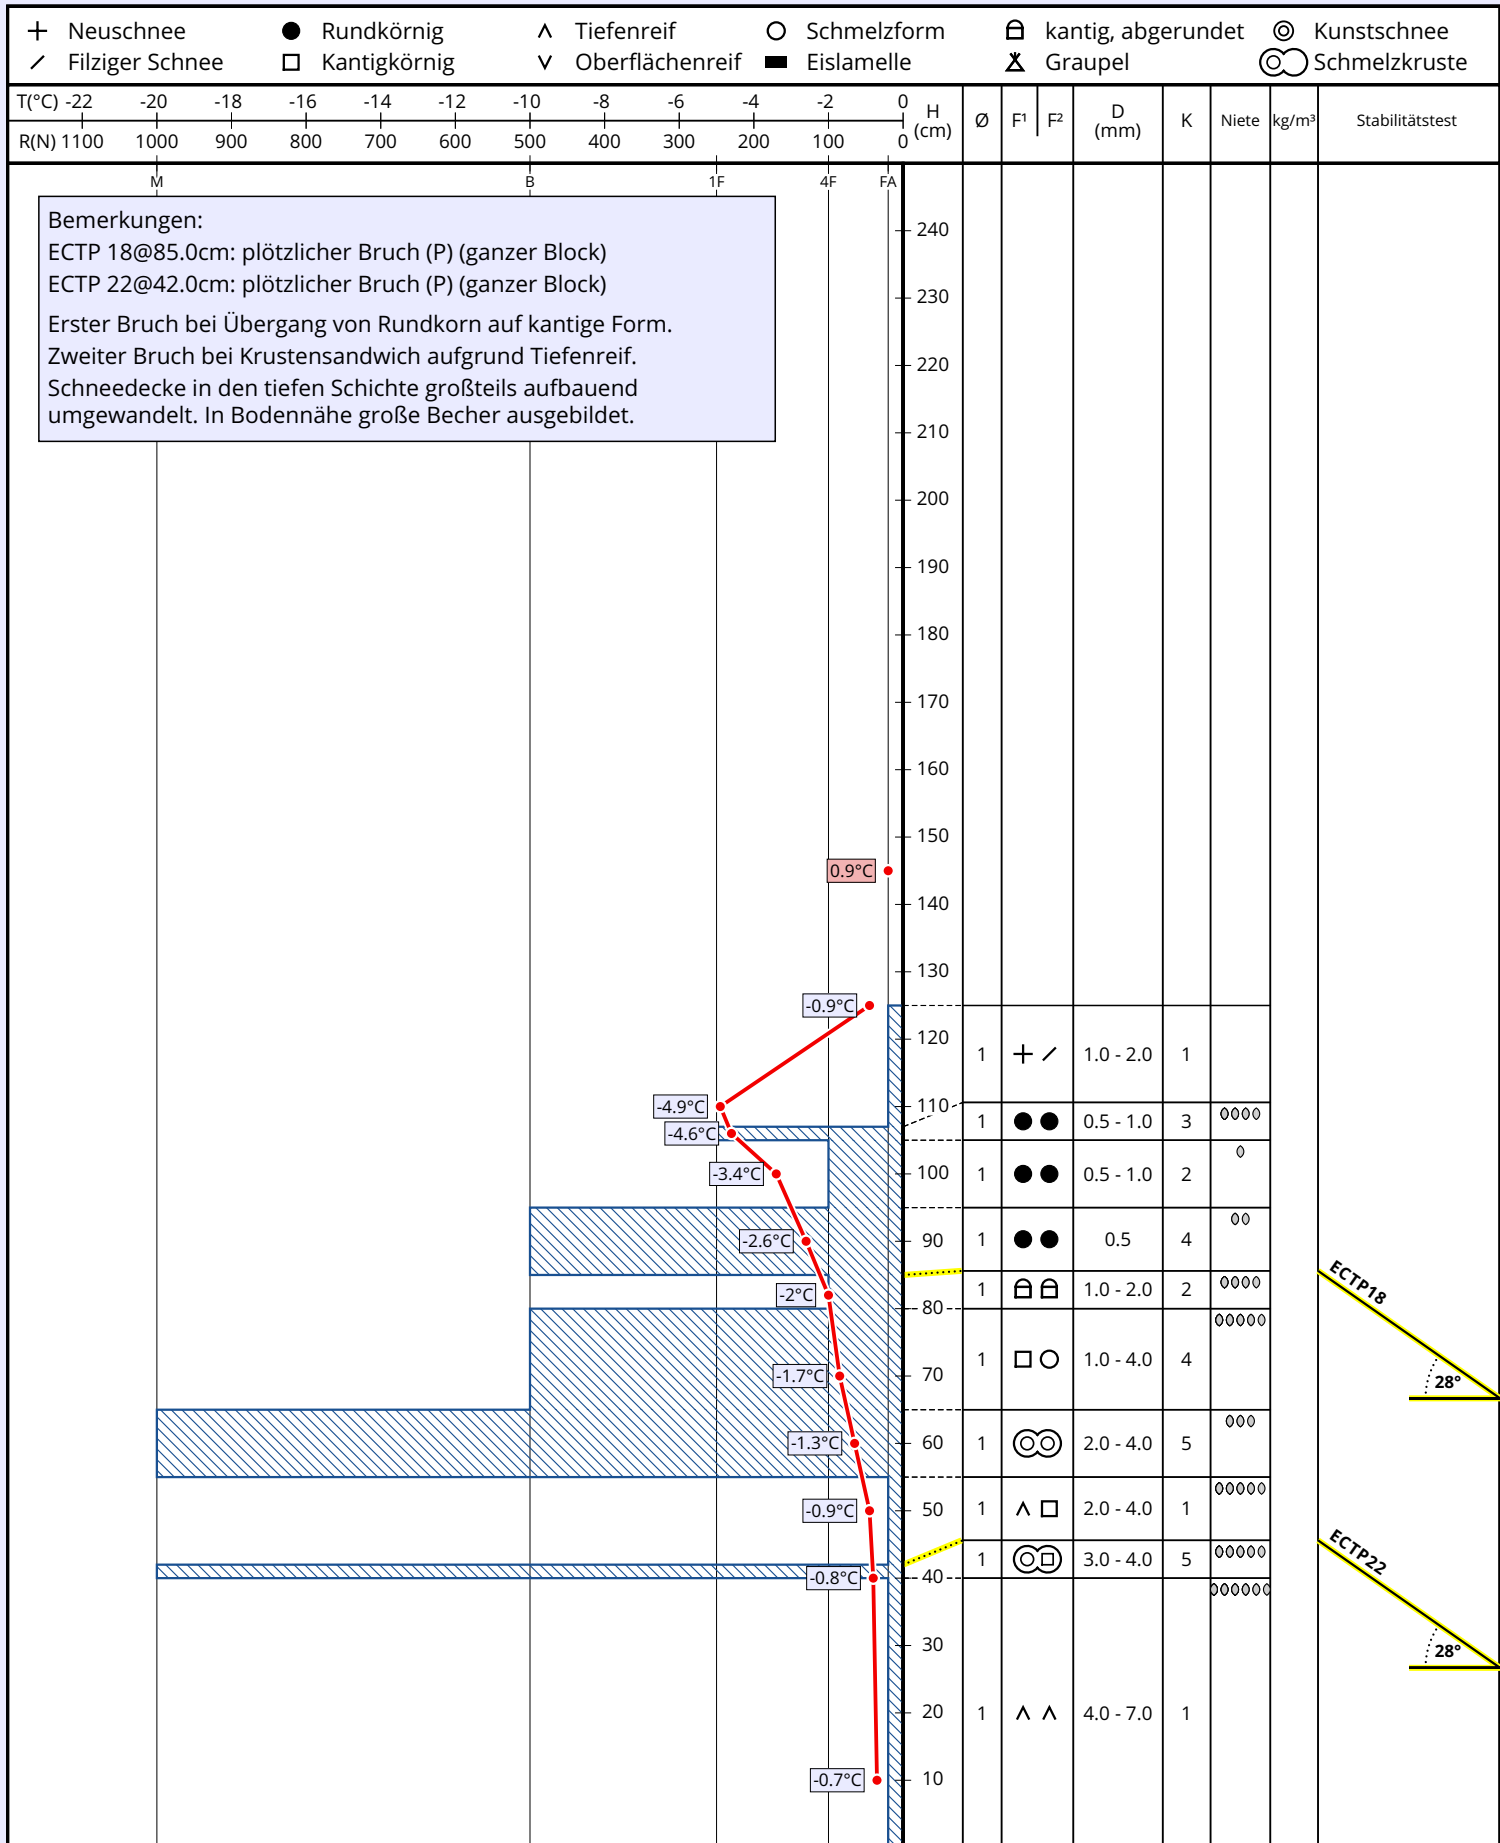 Neuschnee Rundkörnig Tiefenreif Schmelzform kantig, abgerundet Kunstschnee
Filziger Schnee Kantigkörnig Oberflächenreif Eislamelle Graupel Schmelzkruste
T(°C) -22 -20 -18 -16 -14 -12 -10 -8 -6 -4 -2 0
R(N) 1100 1000 900 800 700 600 500 400 300 200 100 0
H (cm) Ø F¹ F² D (mm) K Niete kg/m³ Stabilitätstest
M B 1F 4F FA
Bemerkungen:
ECTP 18@85.0cm: plötzlicher Bruch (P) (ganzer Block)
ECTP 22@42.0cm: plötzlicher Bruch (P) (ganzer Block)
Erster Bruch bei Übergang von Rundkorn auf kantige Form.
Zweiter Bruch bei Krustensandwich aufgrund Tiefenreif.
Schneedecke in den tiefen Schichte großteils aufbauend
umgewandelt. In Bodennähe große Becher ausgebildet.
240
230
220
210
200
190
180
170
160
150
0.9°C
140
130
-0.9°C
120
1 1.0 - 2.0 1
-4.9°C 110
1 0.5 - 1.0 3
-4.6°C
-3.4°C 100 1 0.5 - 1.0 2
-2.6°C 90 1 0.5 4
-2°C 1 1.0 - 2.0 2
ECTP18
80
1 1.0 - 4.0 4
-1.7°C 70
28°
-1.3°C 60 1 2.0 - 4.0 5
-0.9°C 50 1 2.0 - 4.0 1
ECTP22
1 3.0 - 4.0 5
-0.8°C 40
30
28°
20 1 4.0 - 7.0 1
-0.7°C 10